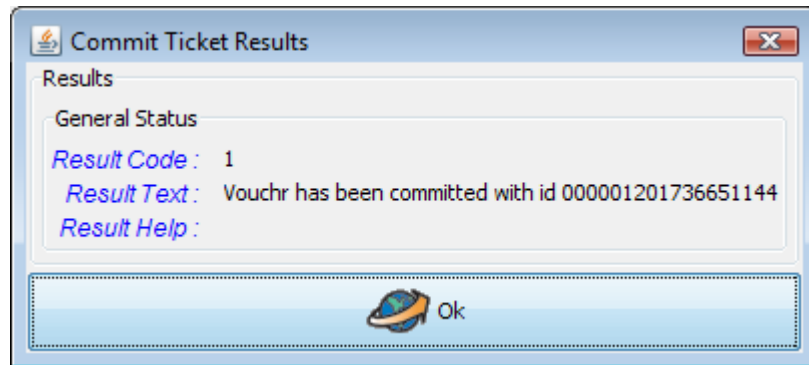 Commit Ticket Results
Results
General Status
Result Code : 1
Result Text : Vouchr has been committed with id 000001201736651144
Result Help :
Ok